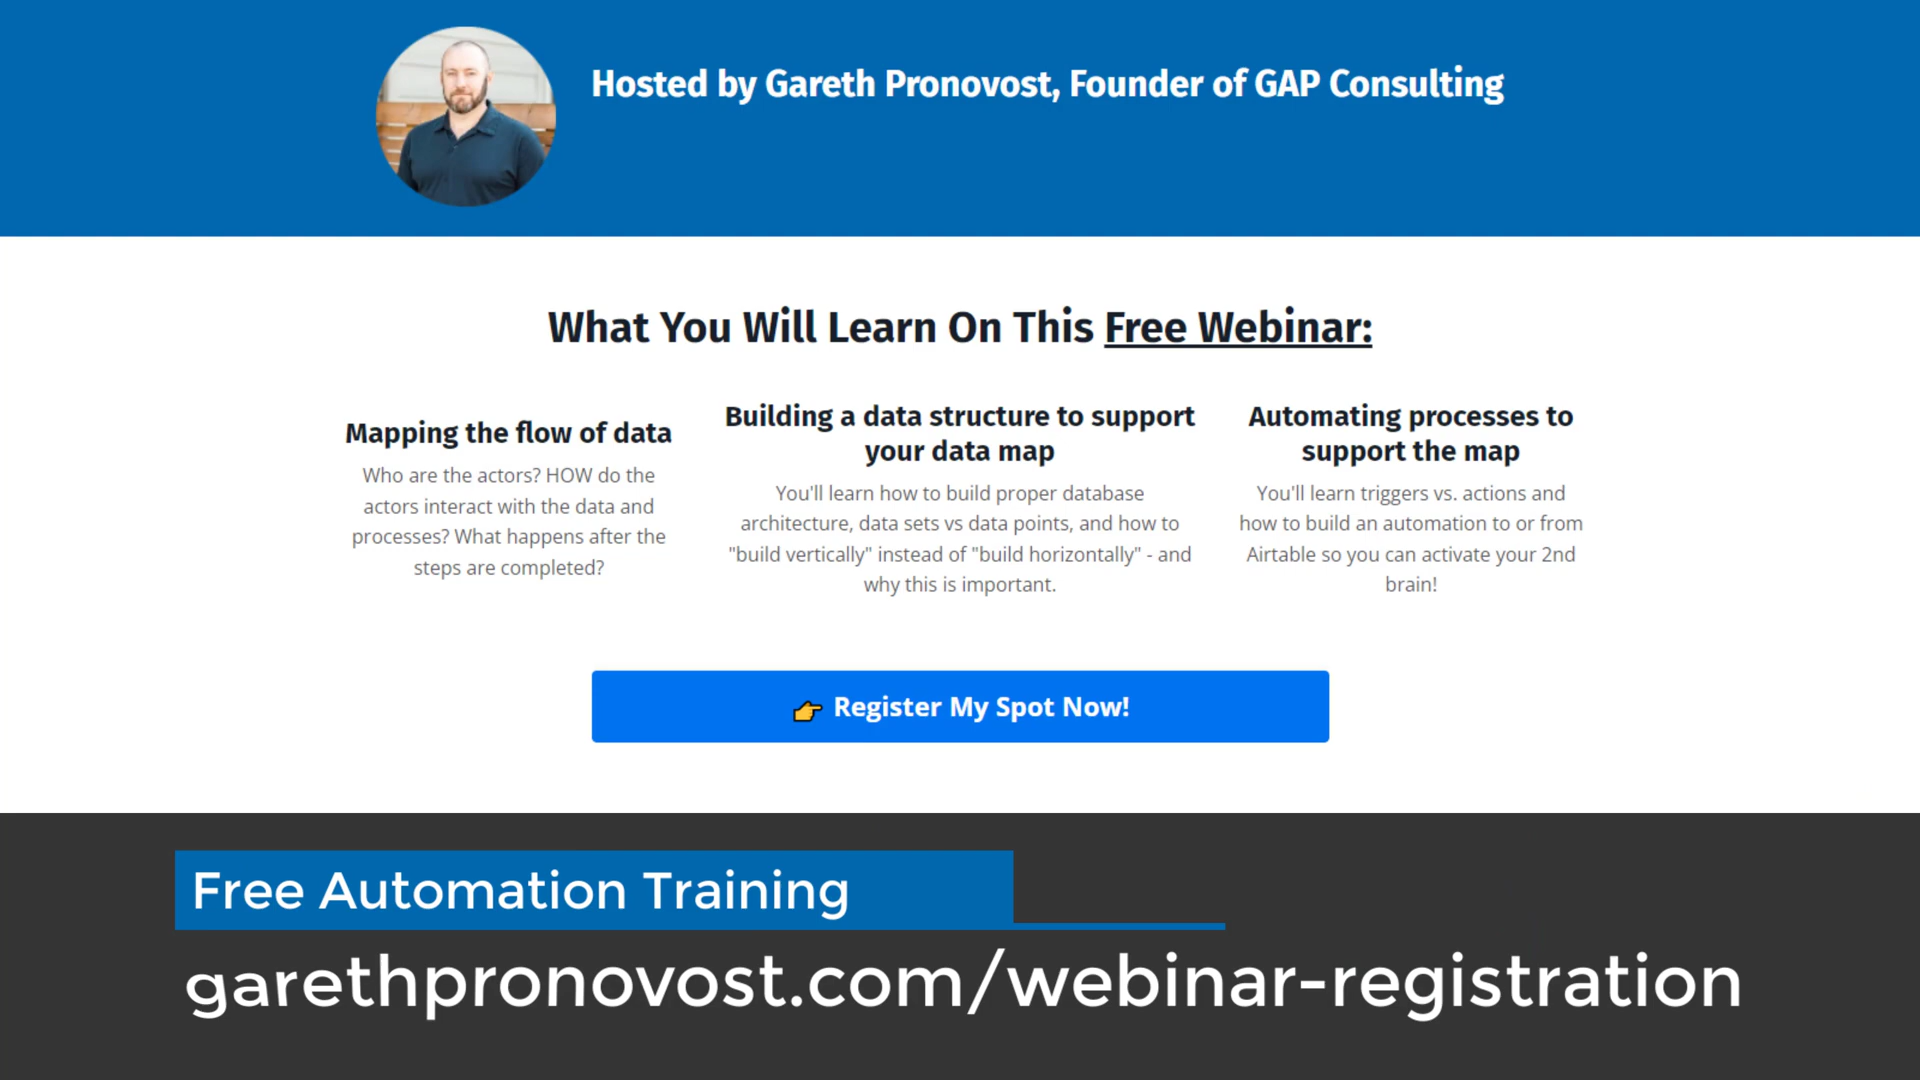 Hosted by Gareth Pronovost, Founder of GAP Consulting
What You Will Learn On This Free Webinar:
Mapping the flow of data
Who are the actors? HOW do the
actors interact with the data and
processes? What happens after the
steps are completed?
Building a data structure to support
your data map
You'll learn how to build proper database
architecture, data sets vs data points, and how to
"build vertically" instead of "build horizontally" - and
why this is important.
Automating processes to
support the map
You'll learn triggers vs. actions and
how to build an automation to or from
Airtable so you can activate your 2nd
brain!
👉 Register My Spot Now!
Free Automation Training
garethpronovost.com/webinar-registration